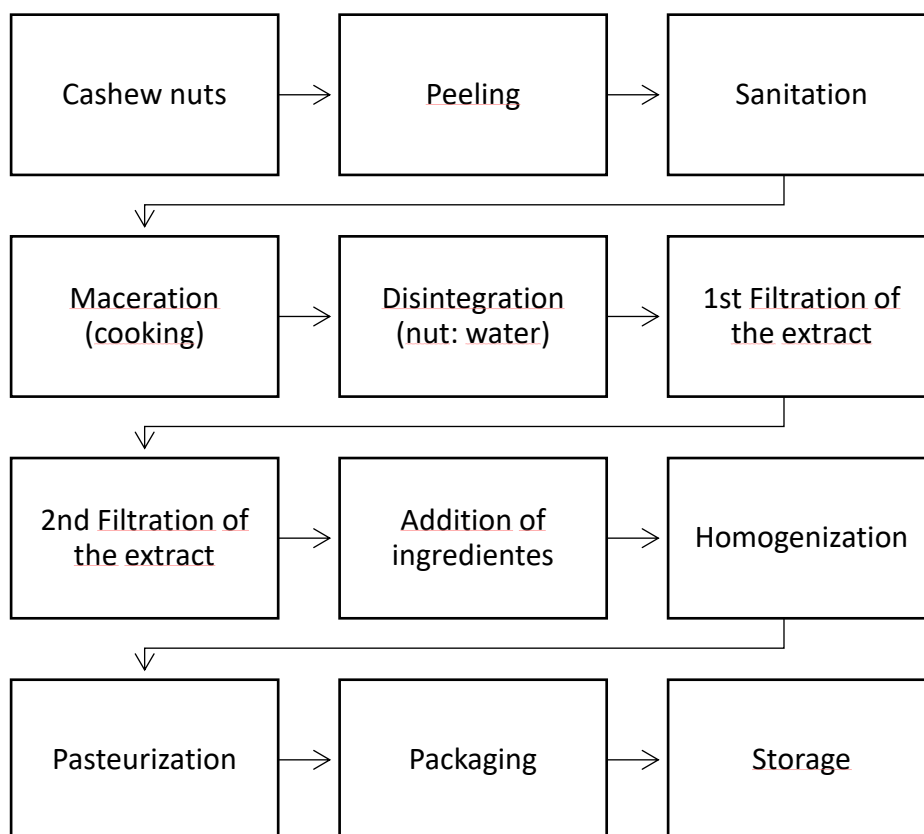 Cashew nuts
Peeling
Sanitation
Maceration
(cooking)
Disintegration
(nut: water)
1st Filtration of
the extract
2nd Filtration of
the extract
Addition of
ingredientes
Homogenization
Pasteurization
Packaging
Storage